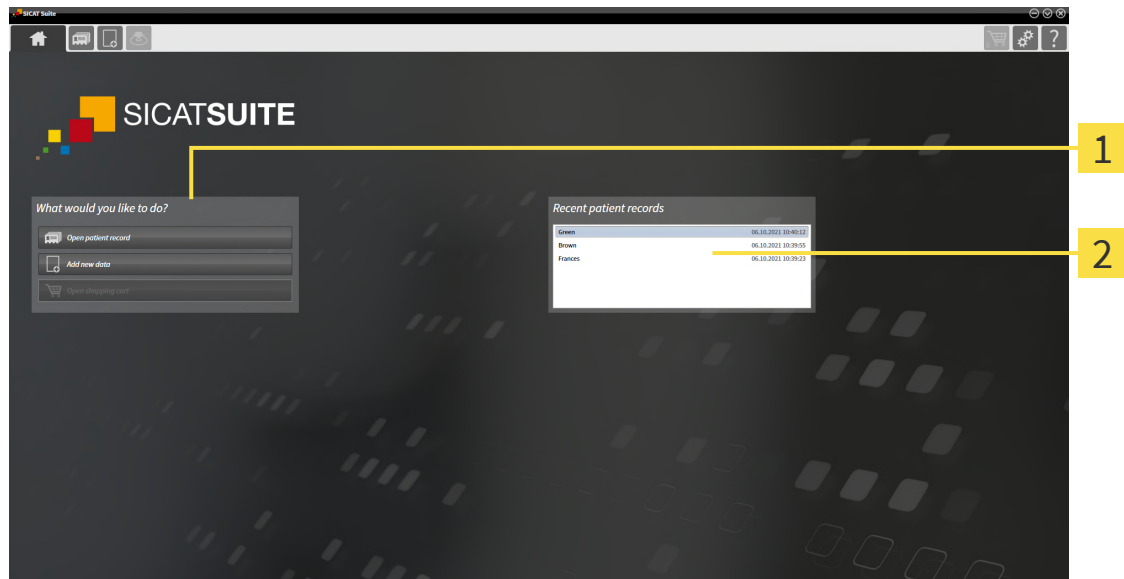 SICAT Suite
?
SICATSUITE
1
What would you like to do?
Recent patient records
Open patient record
Green 06.10.2021 10:40:12
Brown 06.10.2021 10:39:55
2
Add new data
Frances 06.10.2021 10:39:23
Open shopping cart